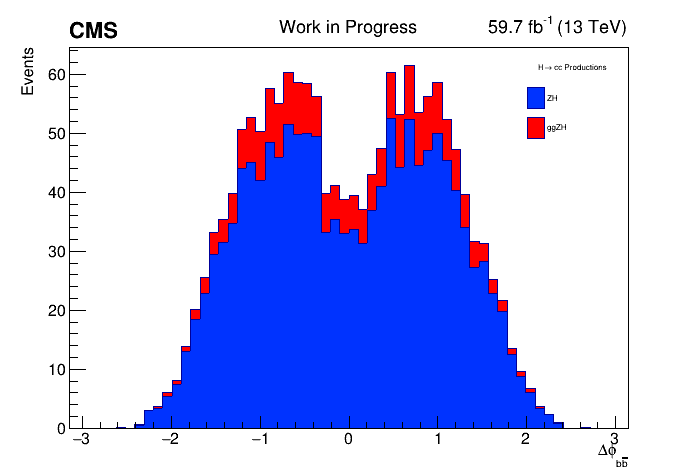 CMS Work in Progress 59.7 fb⁻¹ (13 TeV)
Events
H → cc Productions
ZH
ggZH
60
50
40
30
20
10
0
−3 −2 −1 0 1 2 3
Δϕ_bb̅